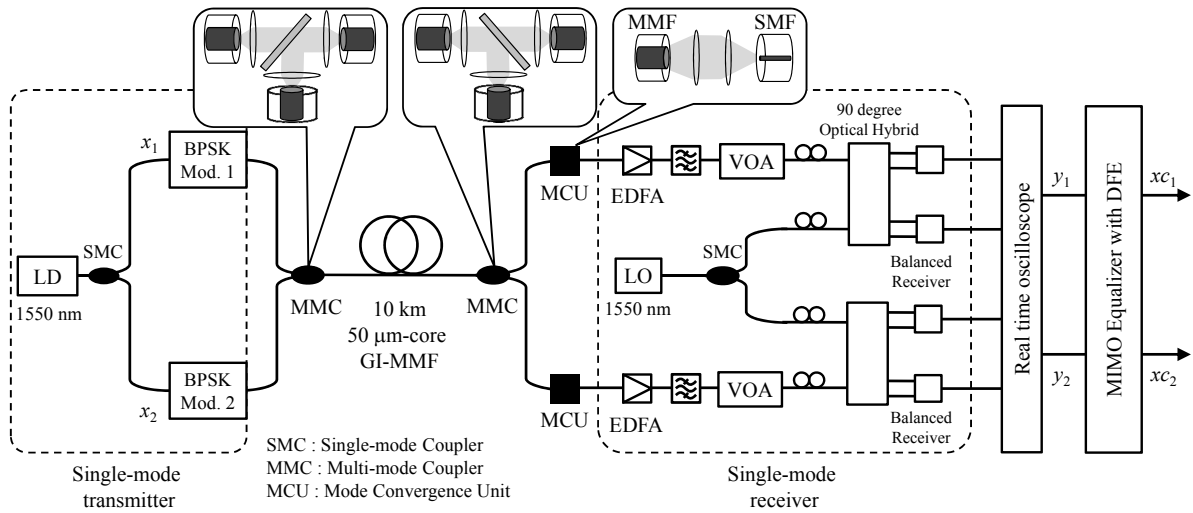 MMF
SMF
90 degree
Optical Hybrid
x1
BPSK
Mod. 1
MCU
EDFA
VOA
y1
xc1
SMC
SMC
Balanced
Receiver
LD
MMC
MMC
LO
1550 nm
10 km
50 μm-core
GI-MMF
1550 nm
Real time oscilloscope
MIMO Equalizer with DFE
BPSK
Mod. 2
x2
MCU
EDFA
VOA
y2
xc2
Balanced
Receiver
SMC : Single-mode Coupler
MMC : Multi-mode Coupler
MCU : Mode Convergence Unit
Single-mode
transmitter
Single-mode
receiver